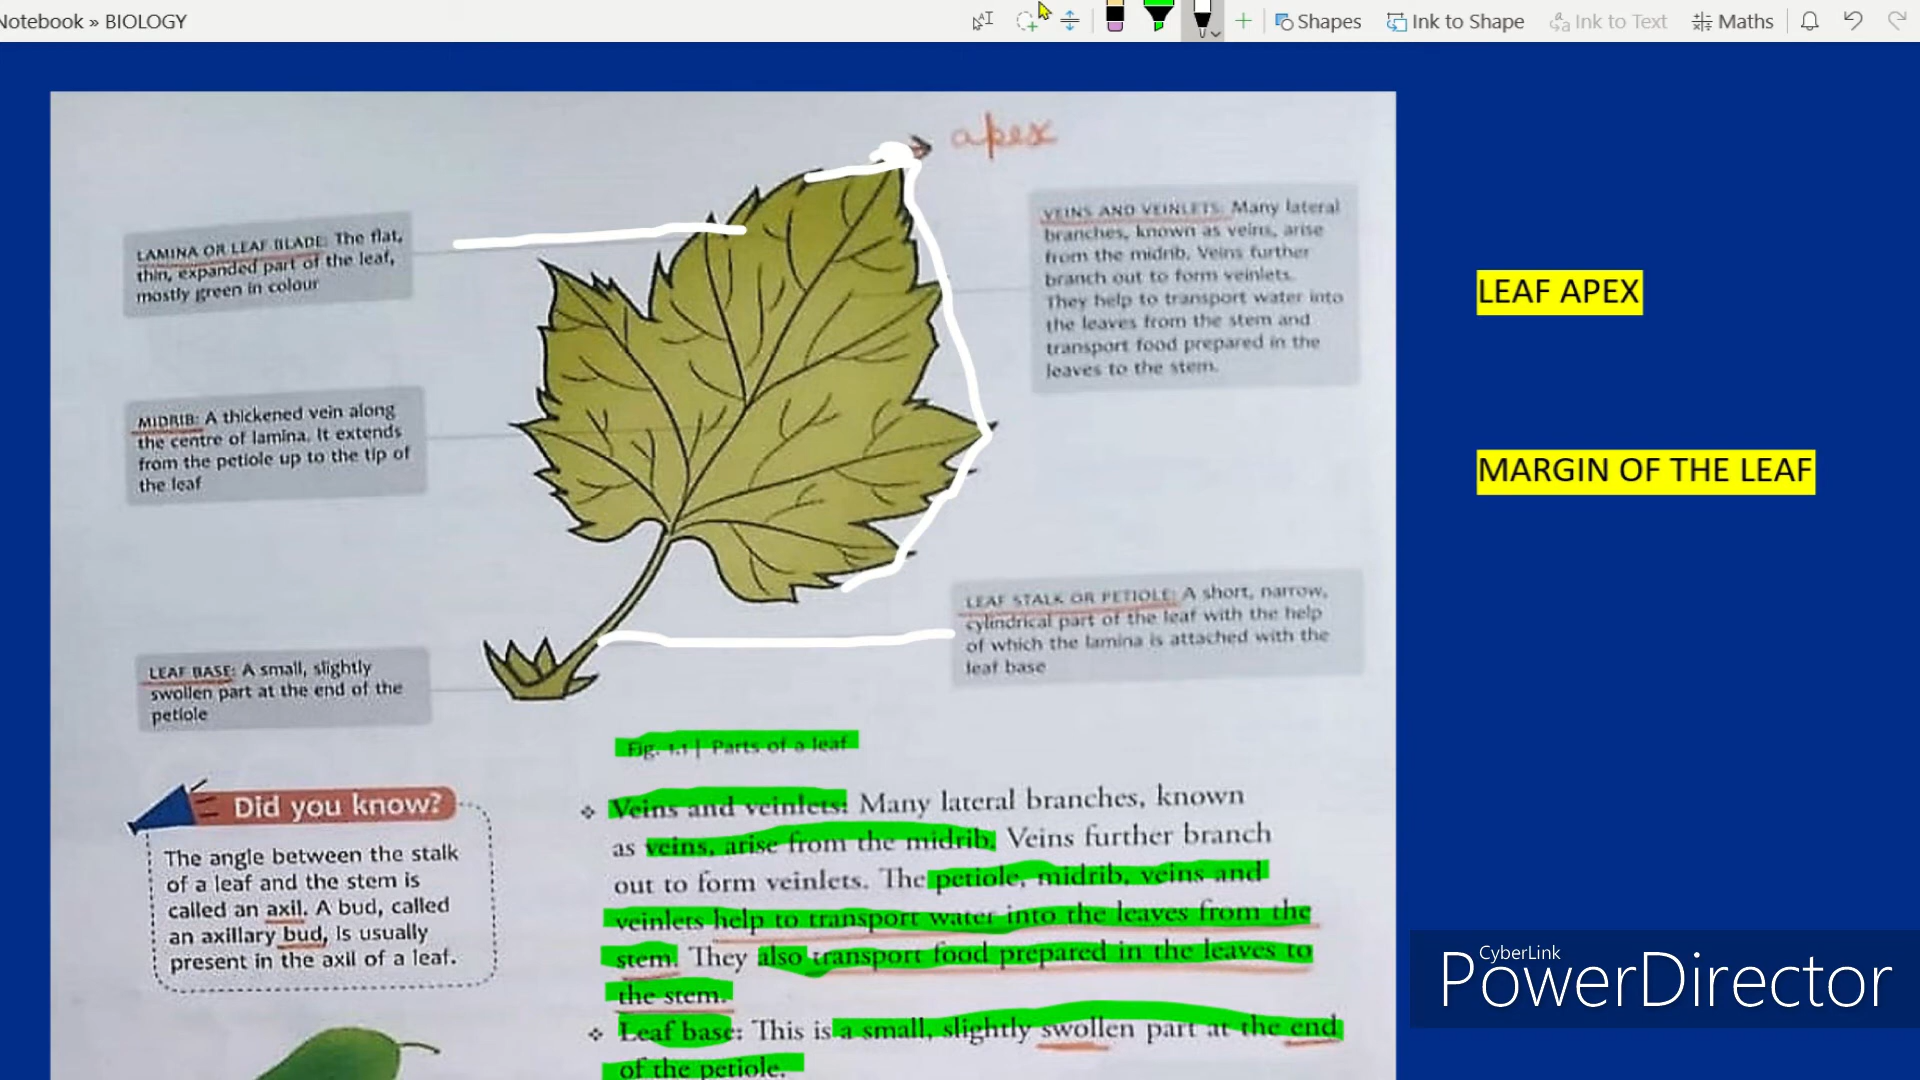 Notebook » BIOLOGY
Shapes
Ink to Shape
Ink to Text
Maths
apex
LAMINA OR LEAF BLADE: The flat,
thin, expanded part of the leaf,
mostly green in colour
VEINS AND VEINLETS: Many lateral
branches, known as veins, arise
from the midrib. Veins further
branch out to form veinlets.
They help to transport water into
the leaves from the stem and
transport food prepared in the
leaves to the stem.
LEAF APEX
MIDRIB: A thickened vein along
the centre of lamina. It extends
from the petiole up to the tip of
the leaf
MARGIN OF THE LEAF
LEAF STALK OR PETIOLE: A short, narrow,
cylindrical part of the leaf with the help
of which the lamina is attached with the
leaf base
LEAF BASE: A small, slightly
swollen part at the end of the
petiole
Fig. 1.1 | Parts of a leaf
Did you know?
The angle between the stalk
of a leaf and the stem is
called an axil. A bud, called
an axillary bud, is usually
present in the axil of a leaf.
❖ Veins and veinlets: Many lateral branches, known
as veins, arise from the midrib. Veins further branch
out to form veinlets. The petiole, midrib, veins and
veinlets help to transport water into the leaves from the
stem. They also transport food prepared in the leaves to
the stem.
❖ Leaf base: This is a small, slightly swollen part at the end
of the petiole.
CyberLink
PowerDirector